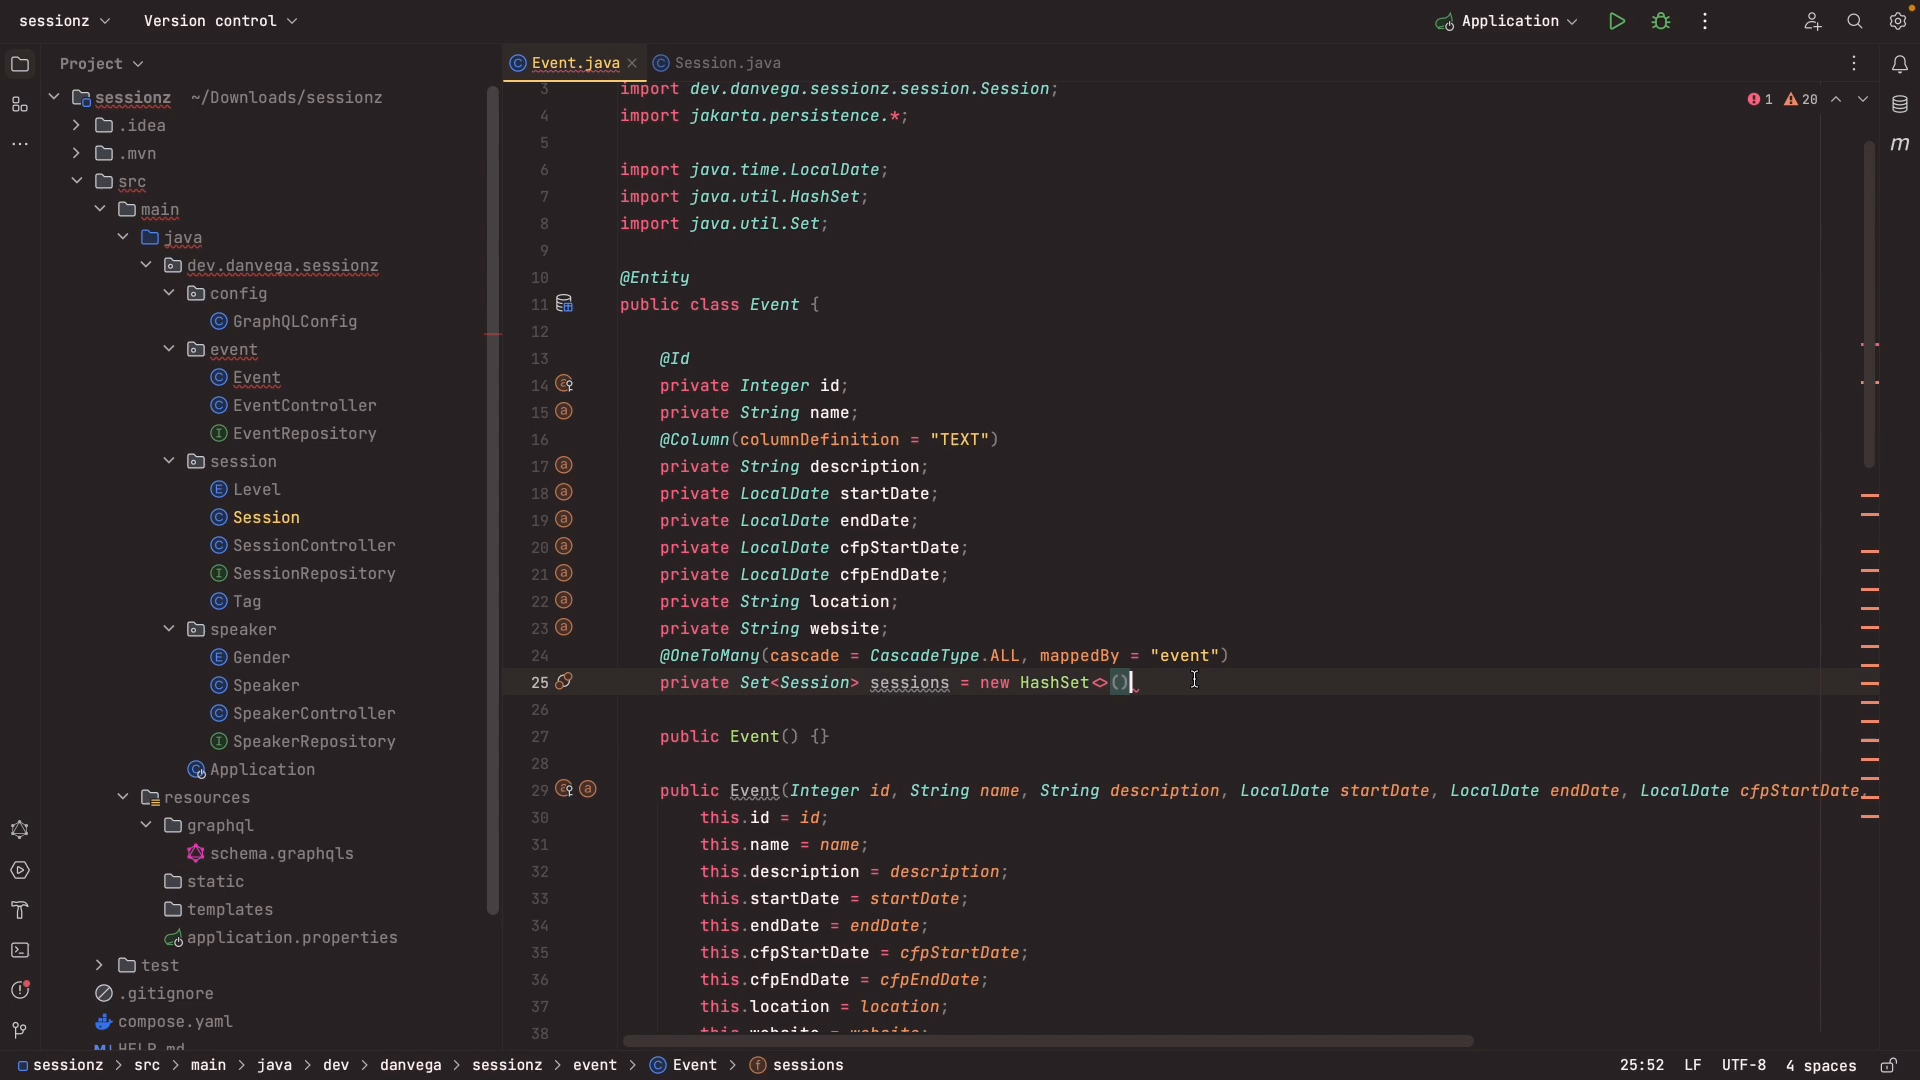 sessionz
Version control
Application
Project
sessionz ~/Downloads/sessionz
.idea
.mvn
src
main
java
dev.danvega.sessionz
config
GraphQLConfig
event
Event
EventController
EventRepository
session
Level
Session
SessionController
SessionRepository
Tag
speaker
Gender
Speaker
SpeakerController
SpeakerRepository
Application
resources
graphql
schema.graphqls
static
templates
application.properties
test
.gitignore
compose.yaml
HELP.md
Event.java
Session.java
1 20
3 import dev.danvega.sessionz.session.Session;
4 import jakarta.persistence.*;
5
6 import java.time.LocalDate;
7 import java.util.HashSet;
8 import java.util.Set;
9
10 @Entity
11 public class Event {
12
13 @Id
14 private Integer id;
15 private String name;
16 @Column(columnDefinition = "TEXT")
17 private String description;
18 private LocalDate startDate;
19 private LocalDate endDate;
20 private LocalDate cfpStartDate;
21 private LocalDate cfpEndDate;
22 private String location;
23 private String website;
24 @OneToMany(cascade = CascadeType.ALL, mappedBy = "event")
25 private Set<Session> sessions = new HashSet<>()
26
27 public Event() {}
28
29 public Event(Integer id, String name, String description, LocalDate startDate, LocalDate endDate, LocalDate cfpStartDate,
30 this.id = id;
31 this.name = name;
32 this.description = description;
33 this.startDate = startDate;
34 this.endDate = endDate;
35 this.cfpStartDate = cfpStartDate;
36 this.cfpEndDate = cfpEndDate;
37 this.location = location;
38 this.website = website;
m
sessionz > src > main > java > dev > danvega > sessionz > event > Event > sessions
25:52 LF UTF-8 4 spaces